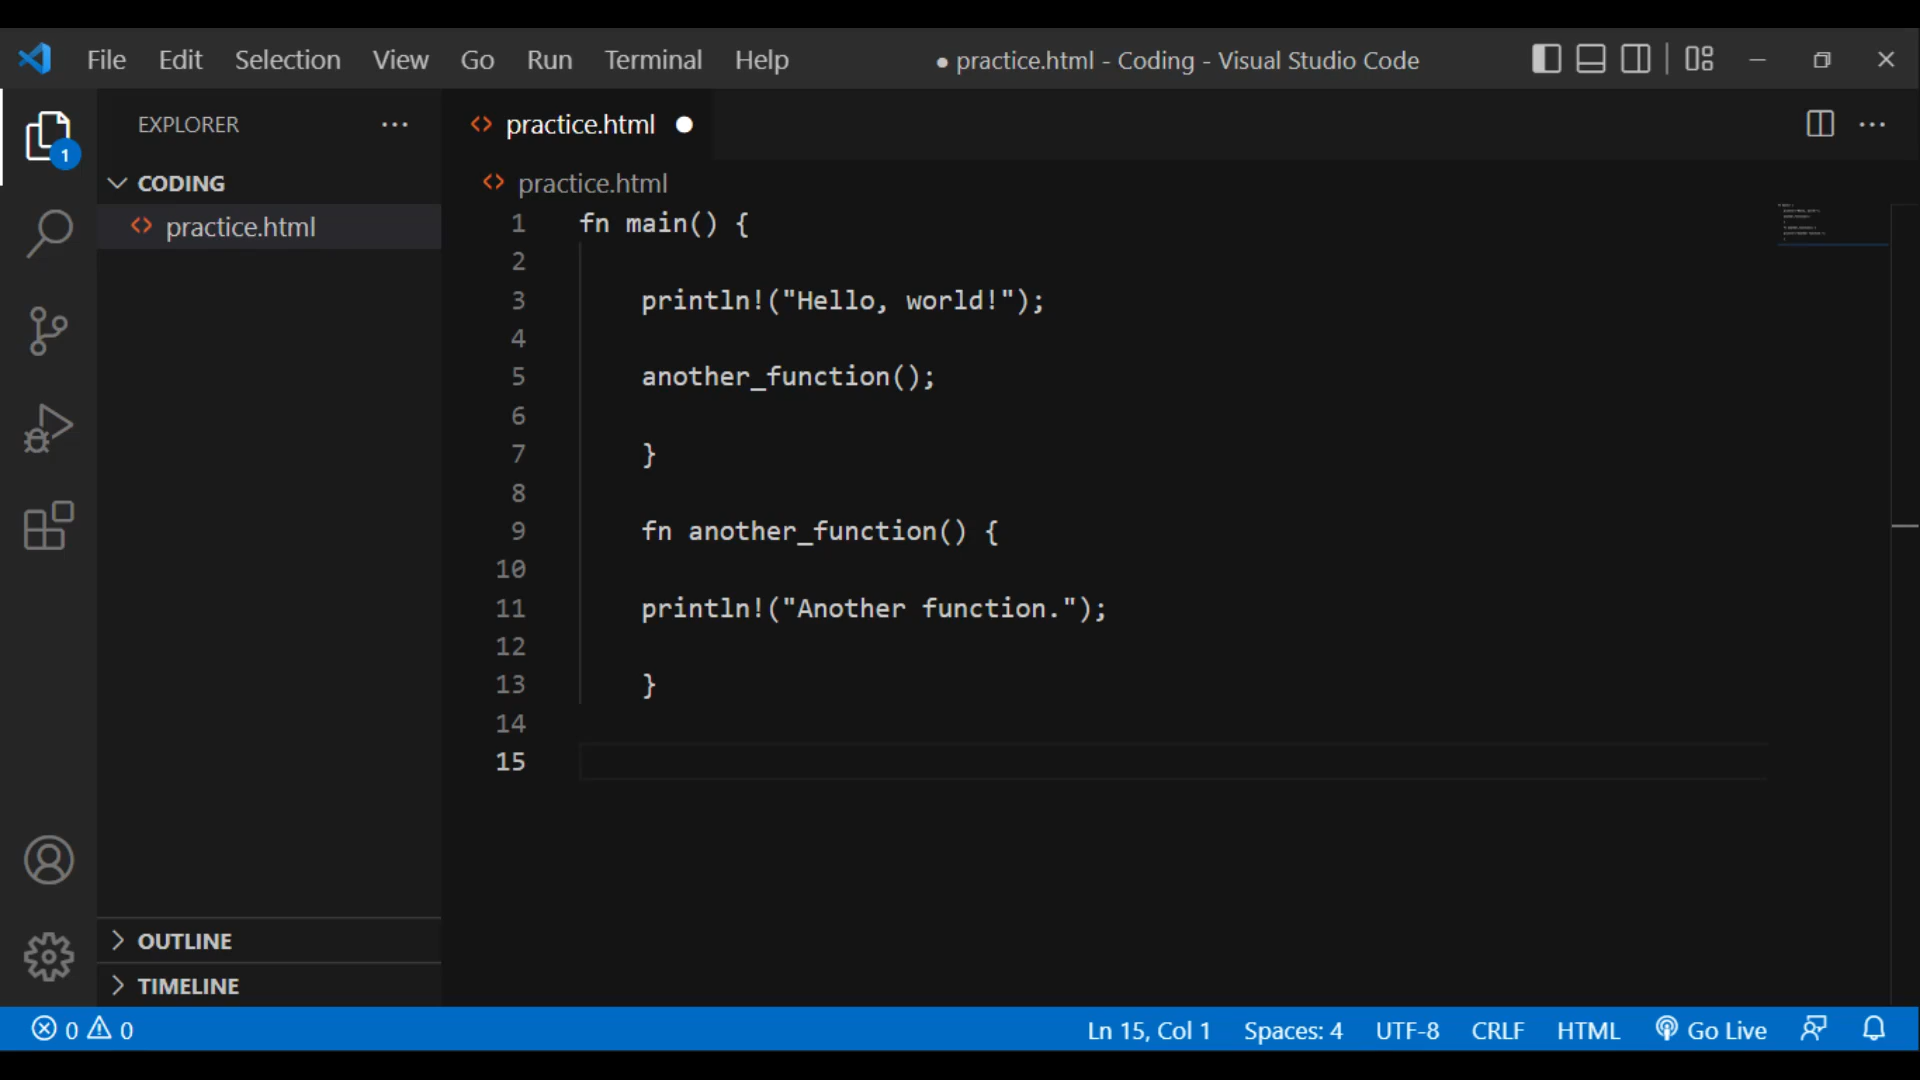 File Edit Selection View Go Run Terminal Help ● practice.html - Coding - Visual Studio Code
EXPLORER ···
1
CODING
<> practice.html
OUTLINE
TIMELINE
<> practice.html ●
<> practice.html
1 fn main() {
2
3 println!("Hello, world!");
4
5 another_function();
6
7 }
8
9 fn another_function() {
10
11 println!("Another function.");
12
13 }
14
15
0 0 Ln 15, Col 1 Spaces: 4 UTF-8 CRLF HTML Go Live